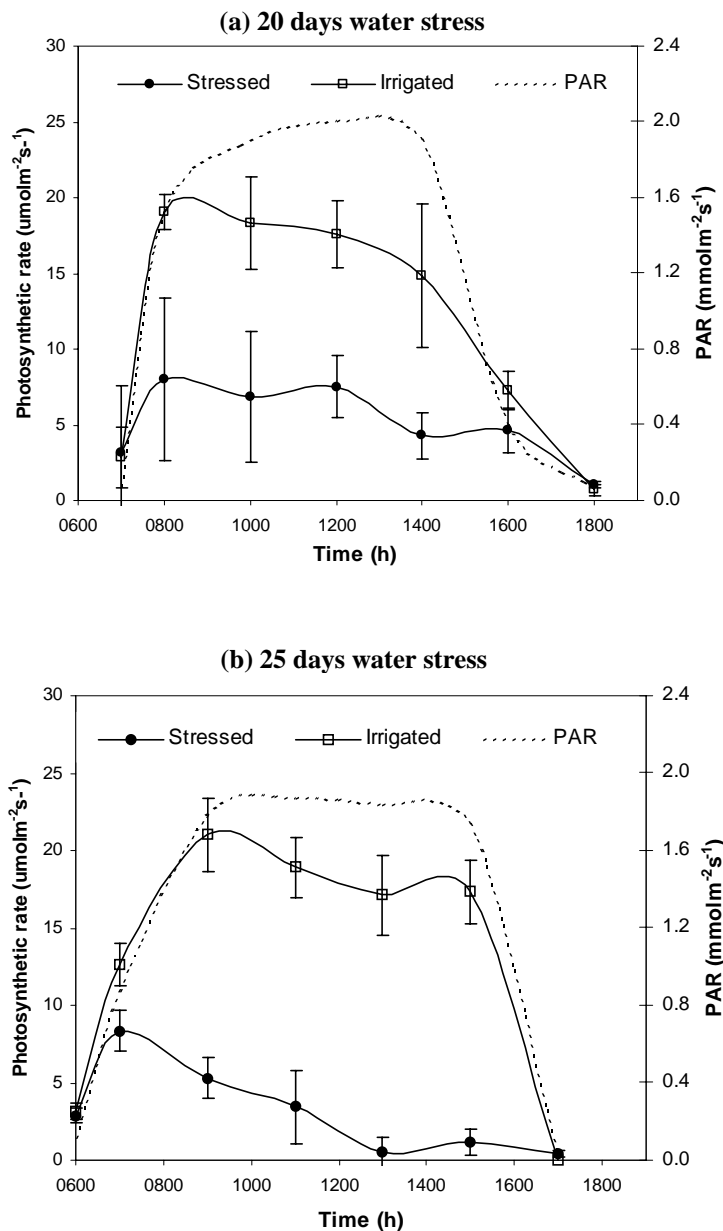 (a) 20 days water stress
30
25
20
15
10
5
0
Photosynthetic rate (umolm⁻²s-¹)
Stressed
Irrigated
PAR
2.4
2.0
1.6
1.2
0.8
0.4
0.0
PAR (mmolm⁻²s¹)
0600 0800 1000 1200 1400 1600 1800
Time (h)
(b) 25 days water stress
30
25
20
15
10
5
0
Photosynthetic rate (umolm⁻²s-¹)
Stressed
Irrigated
PAR
2.4
2.0
1.6
1.2
0.8
0.4
0.0
PAR (mmolm⁻²s¹)
0600 0800 1000 1200 1400 1600 1800
Time (h)